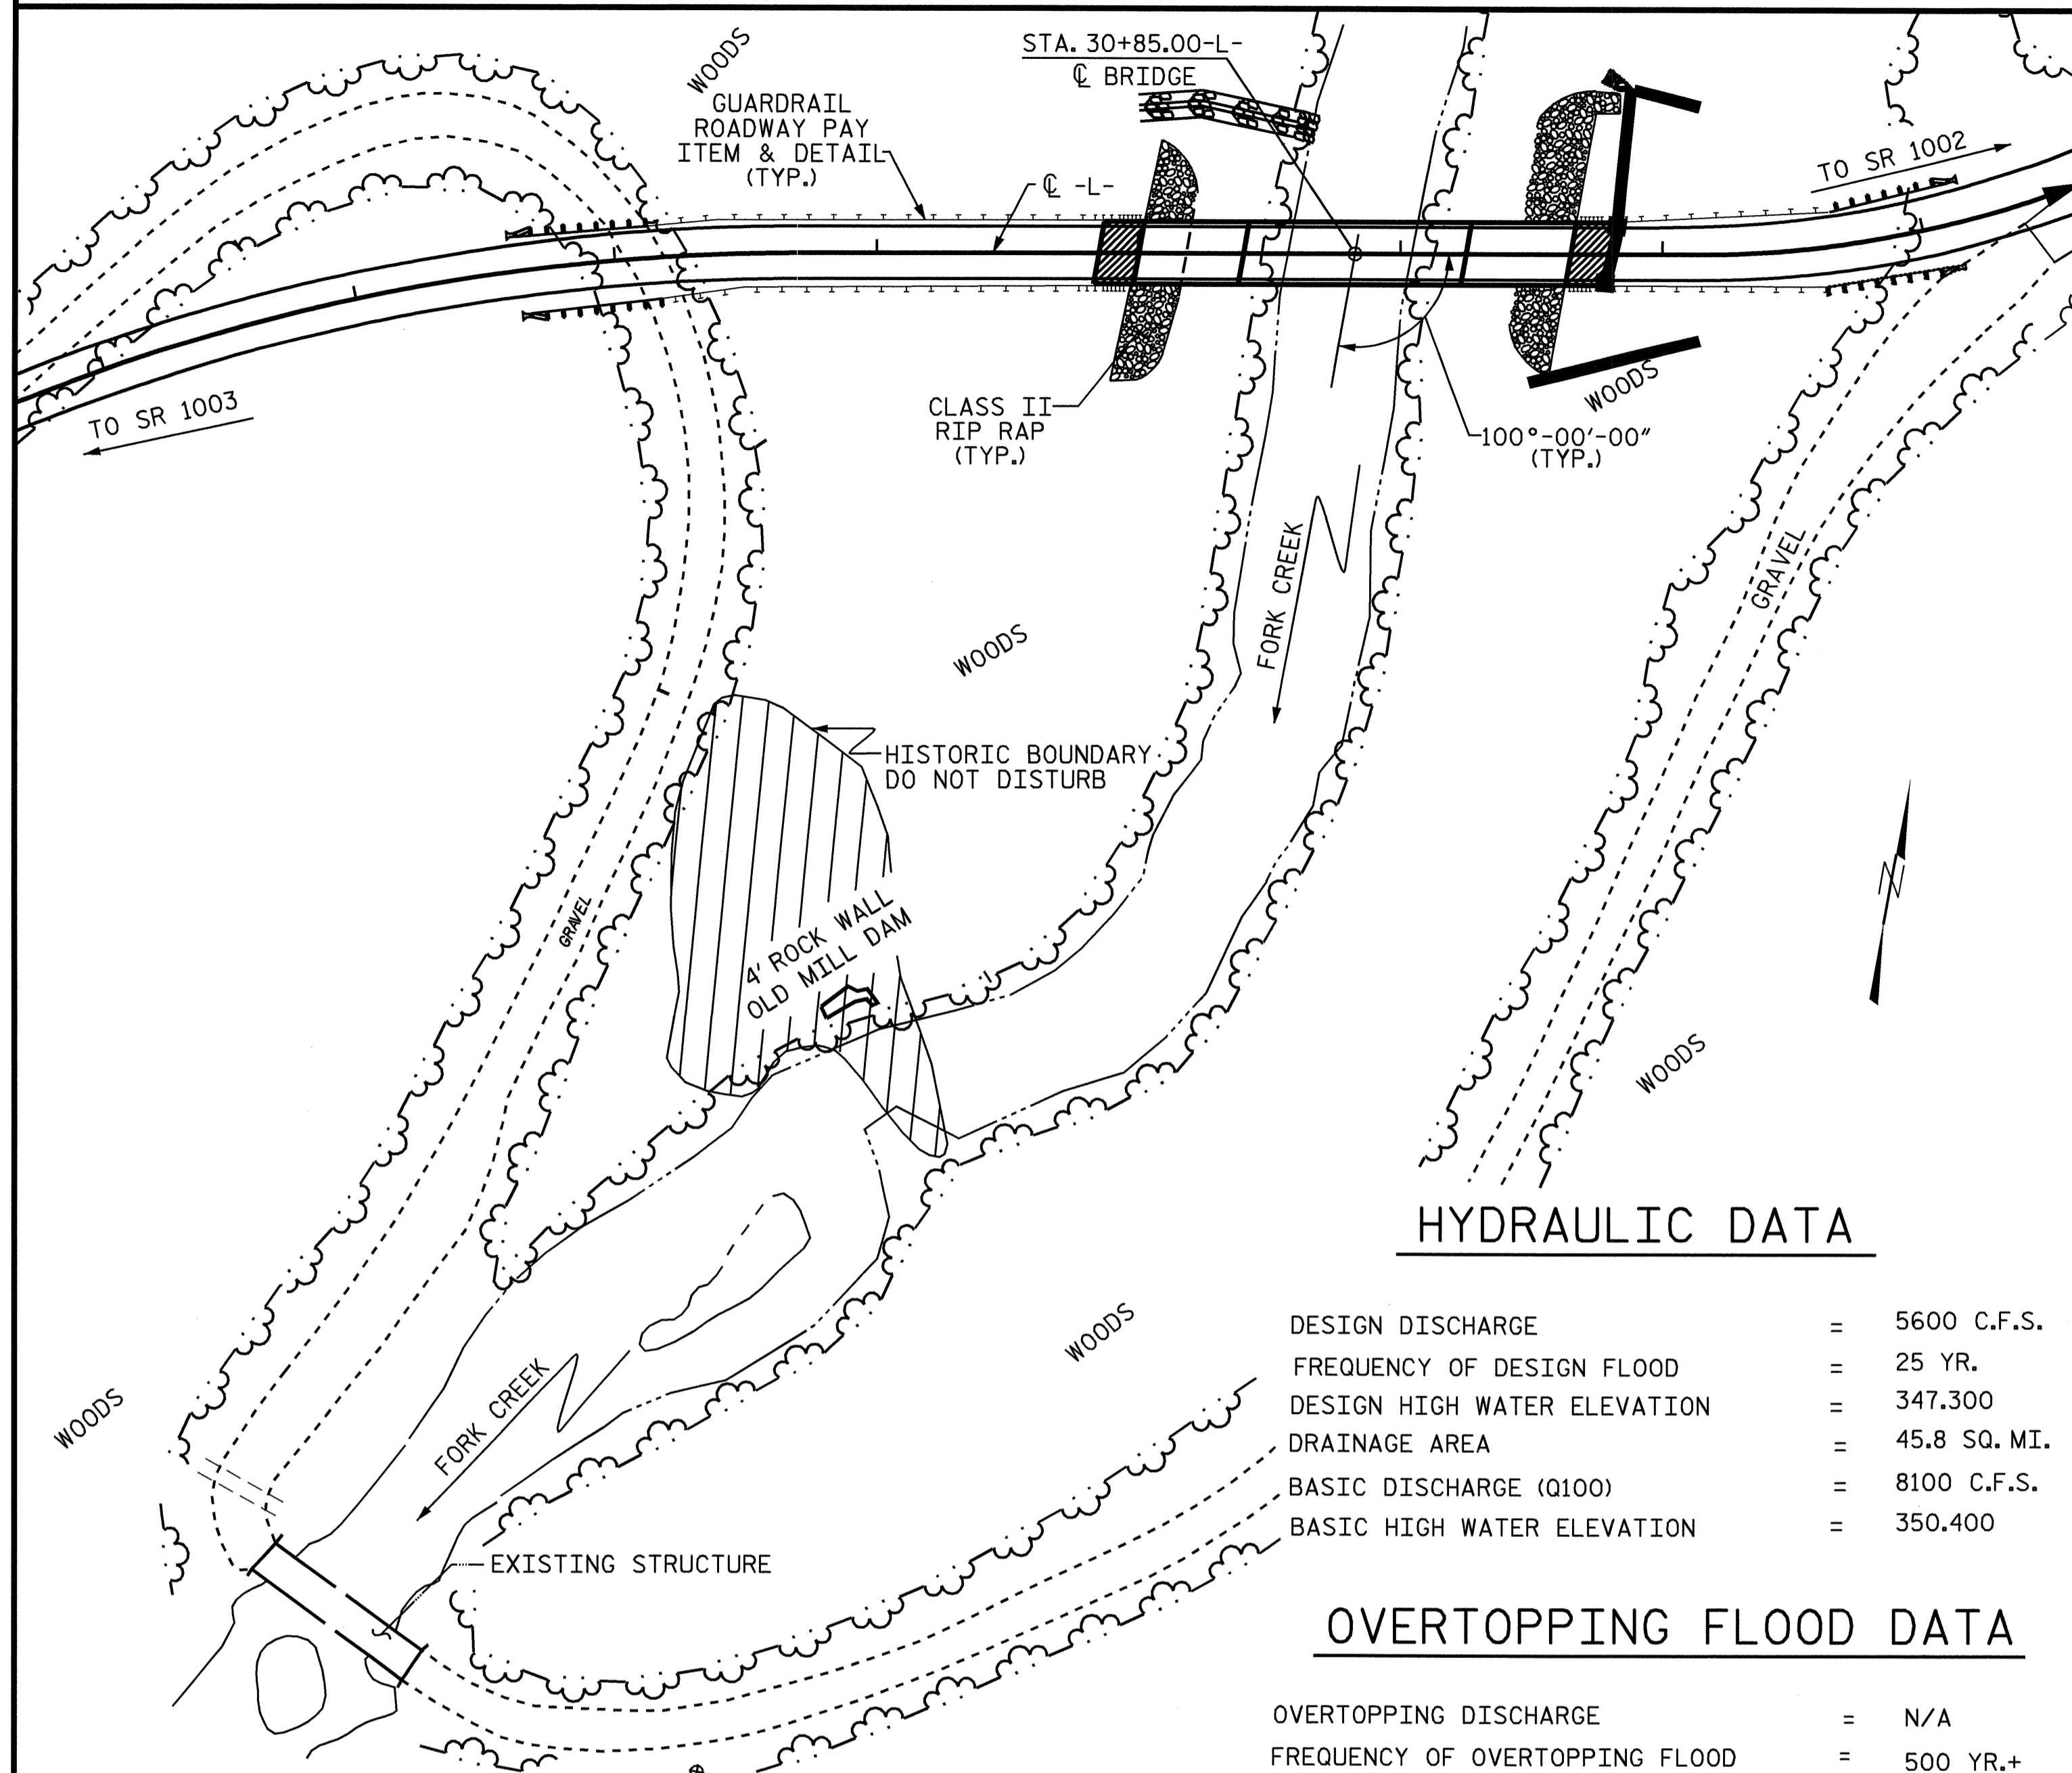 WOODS
STA. 30+85.00-L-
℄ BRIDGE
GUARDRAIL
ROADWAY PAY
ITEM & DETAIL
(TYP.)
℄ -L-
TO SR 1002
TO SR 1003
CLASS II
RIP RAP
(TYP.)
WOODS
100°-00'-00"
(TYP.)
FORK CREEK
GRAVEL
WOODS
HISTORIC BOUNDARY
DO NOT DISTURB
GRAVEL
4' ROCK WALL
OLD MILL DAM
N
WOODS
HYDRAULIC DATA
DESIGN DISCHARGE = 5600 C.F.S.
FREQUENCY OF DESIGN FLOOD = 25 YR.
DESIGN HIGH WATER ELEVATION = 347.300
DRAINAGE AREA = 45.8 SQ. MI.
BASIC DISCHARGE (Q100) = 8100 C.F.S.
BASIC HIGH WATER ELEVATION = 350.400
WOODS
WOODS
FORK CREEK
EXISTING STRUCTURE
OVERTOPPING FLOOD DATA
OVERTOPPING DISCHARGE = N/A
FREQUENCY OF OVERTOPPING FLOOD = 500 YR.+